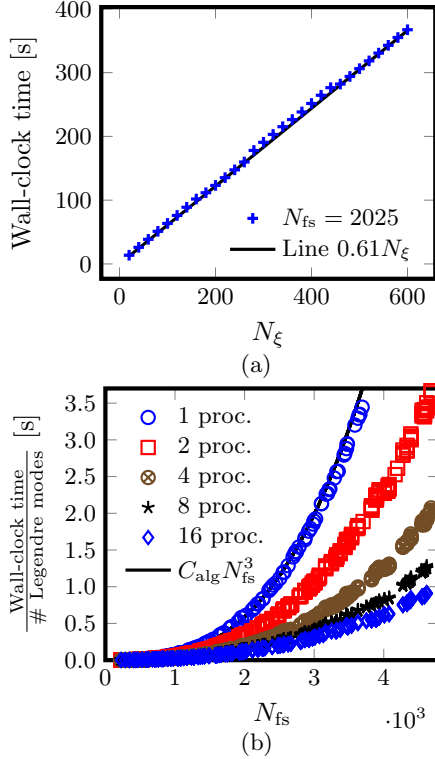 400
300
200
100
0
Wall-clock time [s]
N_fs = 2025
Line 0.61N_ξ
0 200 400 600
N_ξ
(a)
3.5
3.0
2.5
2.0
1.5
1.0
0.5
0.0
Wall-clock time
# Legendre modes [s]
1 proc.
2 proc.
4 proc.
8 proc.
16 proc.
C_alg N_fs^3
0 1 2 3 4
N_fs
·10^3
(b)